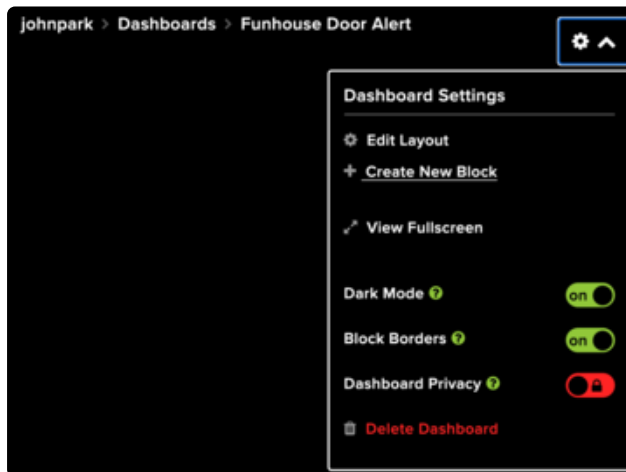 johnpark > Dashboards > Funhouse Door Alert
Dashboard Settings
Edit Layout
Create New Block
View Fullscreen
Dark Mode ? on
Block Borders ? on
Dashboard Privacy ?
Delete Dashboard